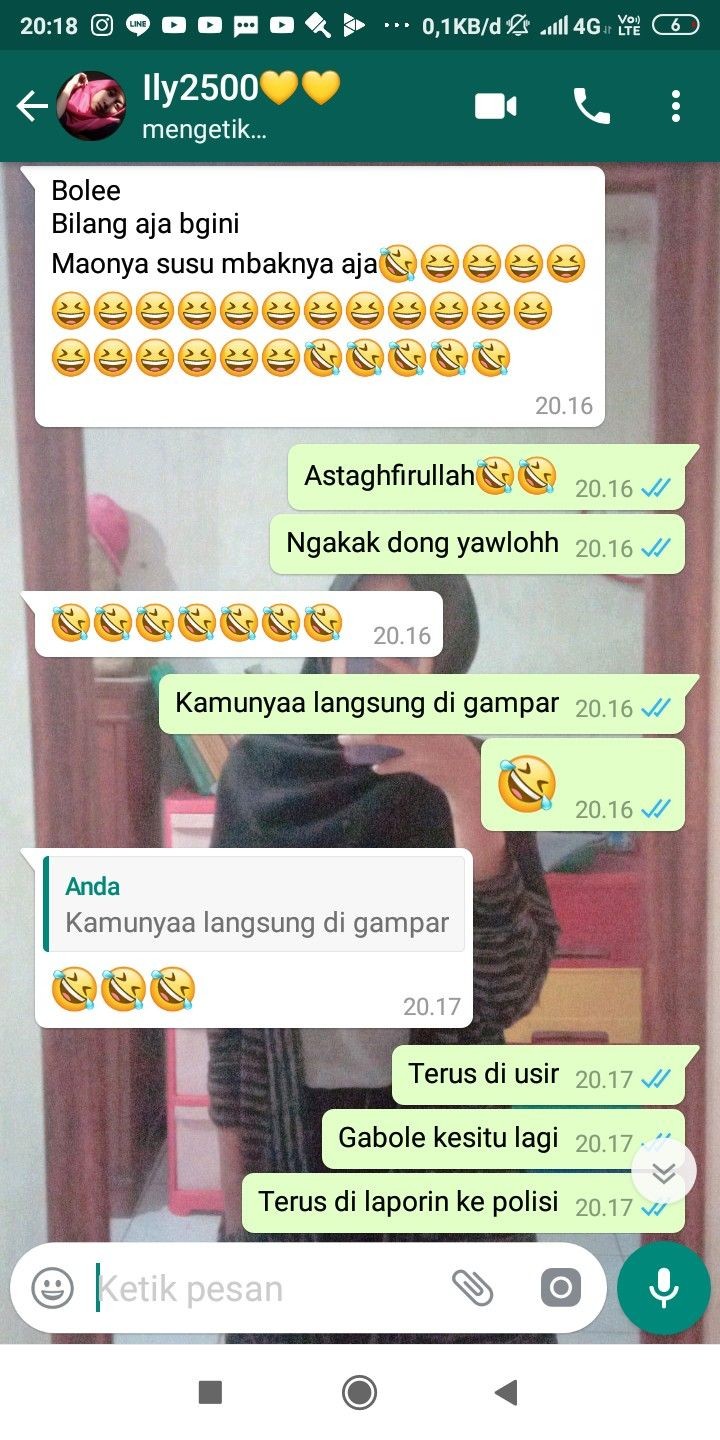 20:18 LINE 0,1KB/d 4G Vo) LTE 6
Ily2500💛💛
mengetik...
Bolee
Bilang aja bgini
Maonya susu mbaknya aja🤣😆😆😆😆
😆😆😆😆😆😆😆😆😆😆😆😆
😆😆😆😆😆😆🤣🤣🤣🤣🤣
20.16
Astaghfirullah🤣🤣 20.16
Ngakak dong yawlohh 20.16
🤣🤣🤣🤣🤣🤣🤣 20.16
Kamunyaa langsung di gampar 20.16
🤣 20.16
Anda
Kamunyaa langsung di gampar
🤣🤣🤣 20.17
Terus di usir 20.17
Gabole kesitu lagi 20.17
Terus di laporin ke polisi 20.17
Ketik pesan